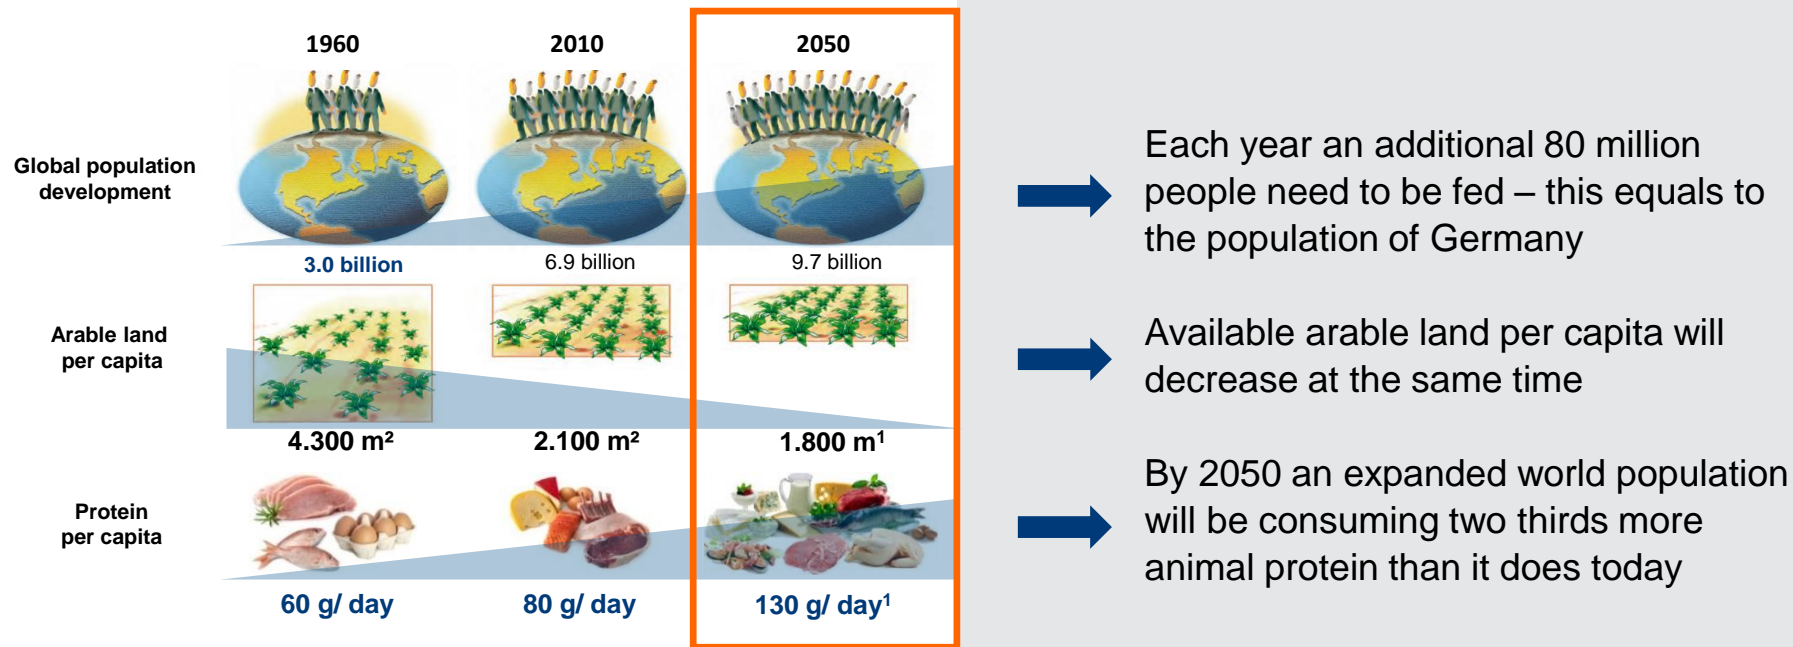 1960
2010
2050
Global population
development
3.0 billion
6.9 billion
9.7 billion
Arable land
per capita
4.300 m²
2.100 m²
1.800 m¹
Protein
per capita
60 g/ day
80 g/ day
130 g/ day¹
Each year an additional 80 million
people need to be fed – this equals to
the population of Germany
Available arable land per capita will
decrease at the same time
By 2050 an expanded world population
will be consuming two thirds more
animal protein than it does today